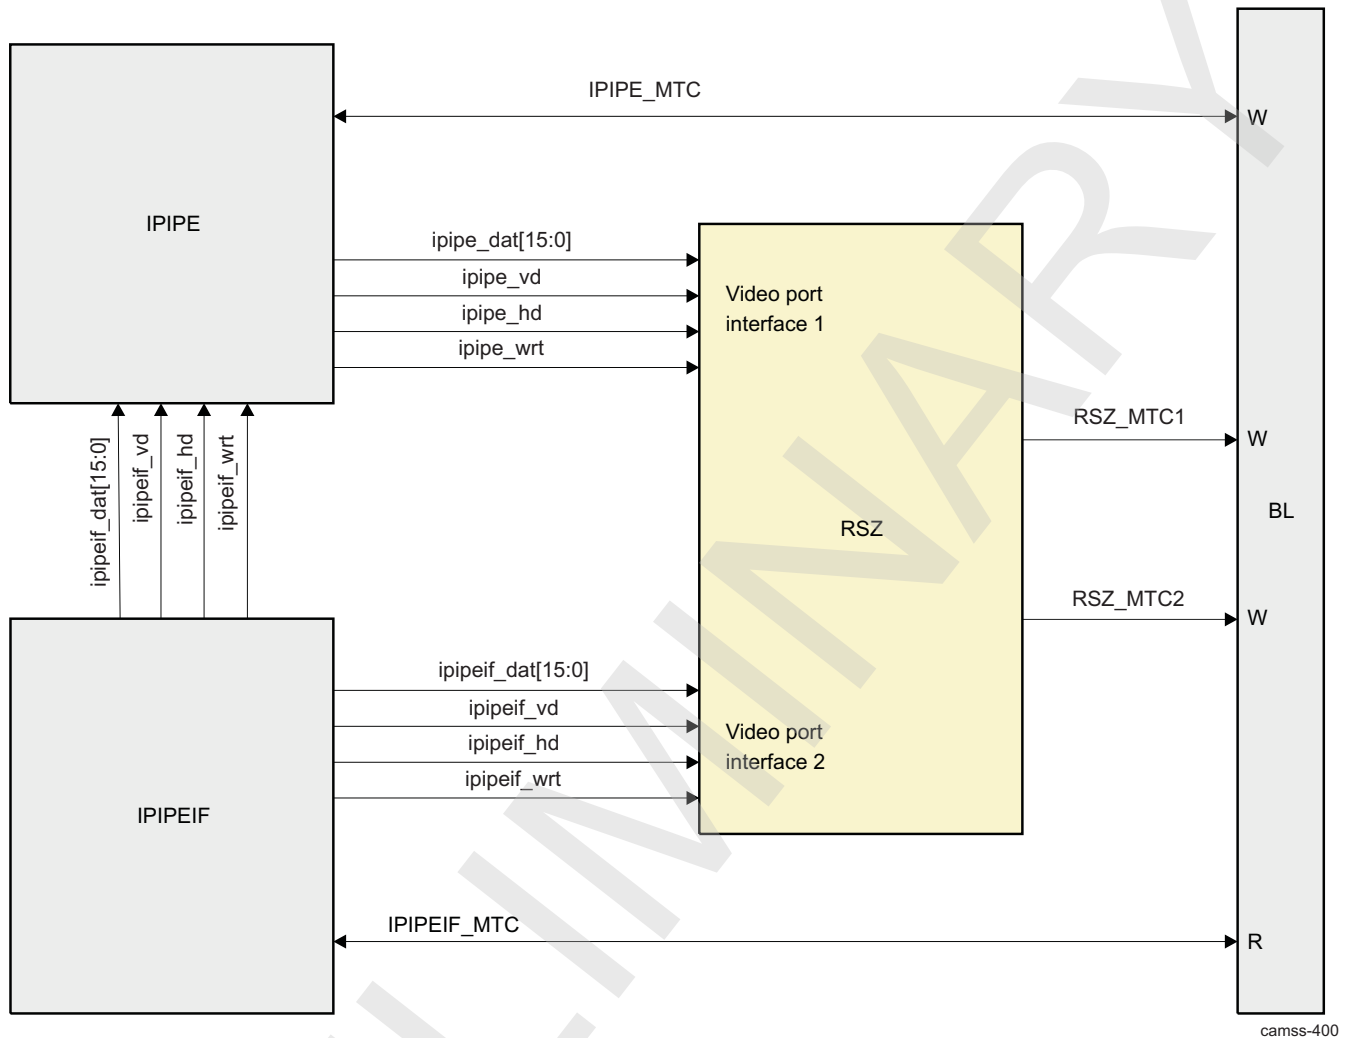 IPIPE_MTC
W
IPIPE
ipipe_dat[15:0]
ipipe_vd
ipipe_hd
ipipe_wrt
Video port
interface 1
ipipeif_dat[15:0]
ipipeif_vd
ipipeif_hd
ipipeif_wrt
RSZ_MTC1
W
RSZ
BL
RSZ_MTC2
W
ipipeif_dat[15:0]
ipipeif_vd
ipipeif_hd
ipipeif_wrt
Video port
interface 2
IPIPEIF
IPIPEIF_MTC
R
camss-400
LIMINARY